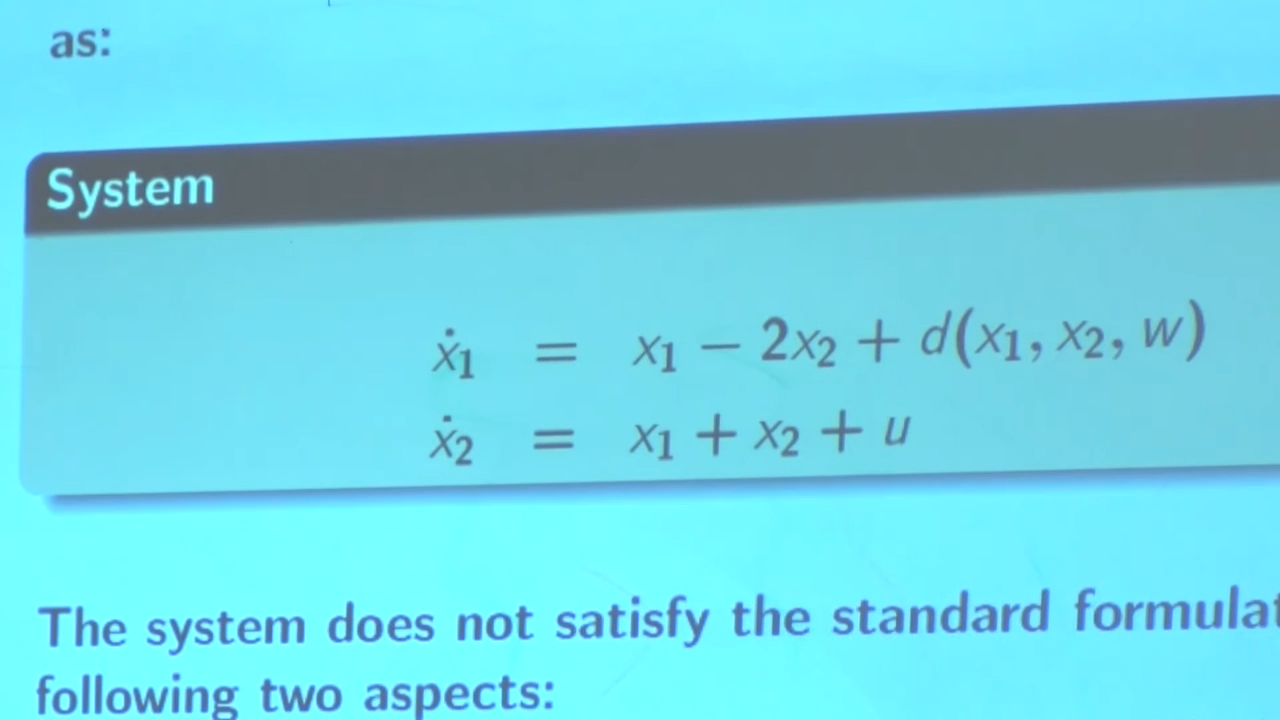 as:
System
ẋ₁ = x₁ − 2x₂ + d(x₁, x₂, w)
ẋ₂ = x₁ + x₂ + u
The system does not satisfy the standard formulat
following two aspects: